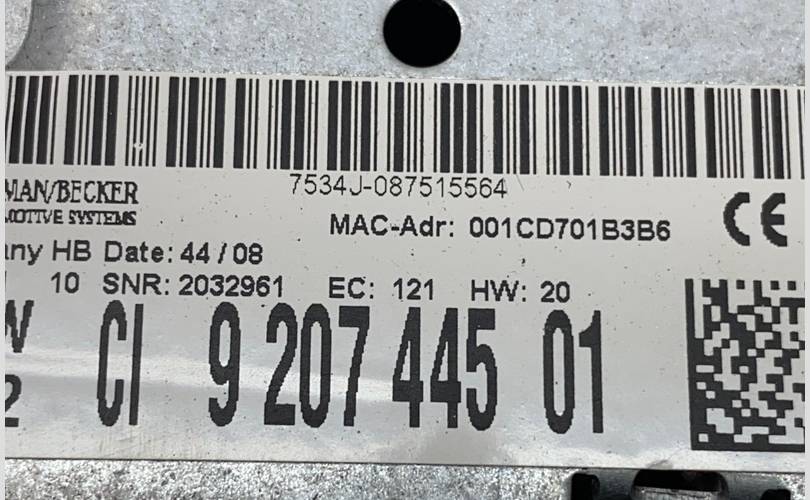 7534J-087515564
MAN/BECKER
MOTIVE SYSTEMS
MAC-Adr: 001CD701B3B6
CE
any HB Date: 44/08
10 SNR: 2032961 EC: 121 HW: 20
W CI 9 207 445 01
2